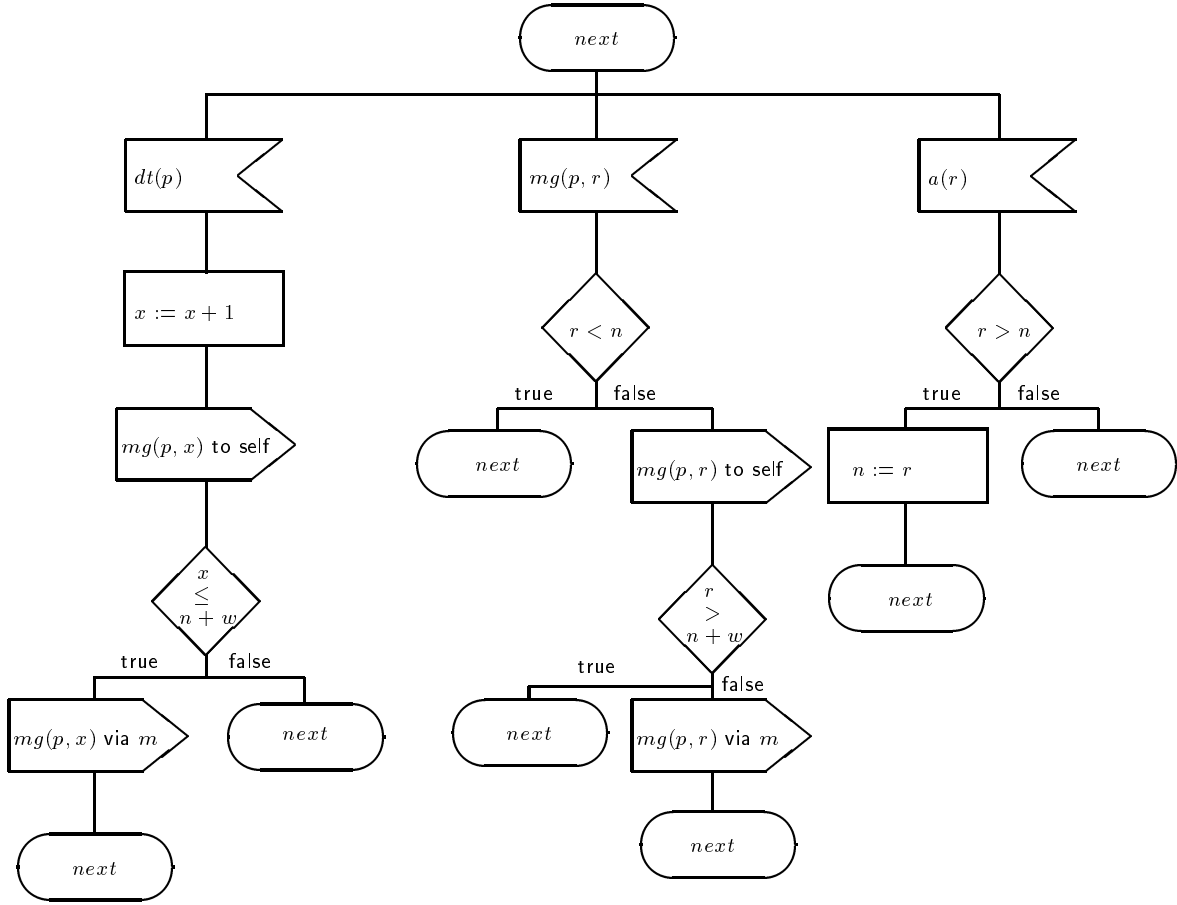 next
dt(p)
mg(p, r)
a(r)
x := x + 1
r < n
r > n
true
false
true
false
mg(p, x) to self
next
mg(p, r) to self
n := r
next
x
≤
n + w
r
>
n + w
next
true
false
true
false
mg(p, x) via m
next
next
mg(p, r) via m
next
next